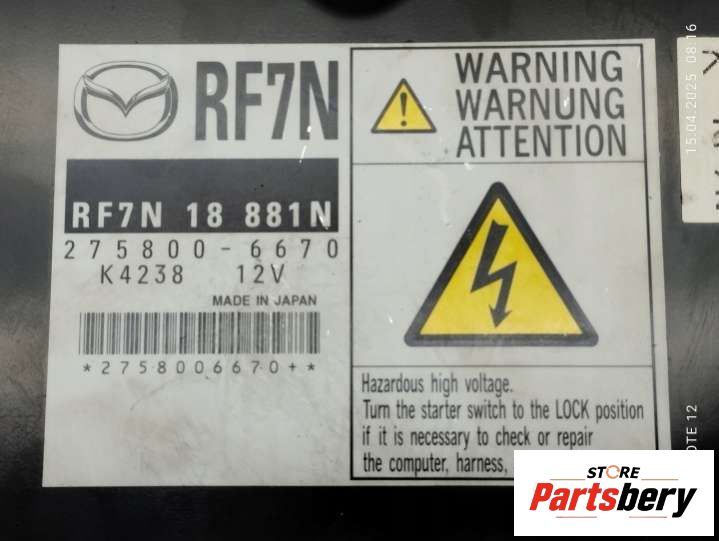 RF7N
RF7N 18 881N
275800-6670
K4238 12V
MADE IN JAPAN
*2758006670+*
WARNING
WARNUNG
ATTENTION
Hazardous high voltage.
Turn the starter switch to the LOCK position
if it is necessary to check or repair
the computer, harness,
15.04.2025 08:16
OTE 12
STORE
Partsbery